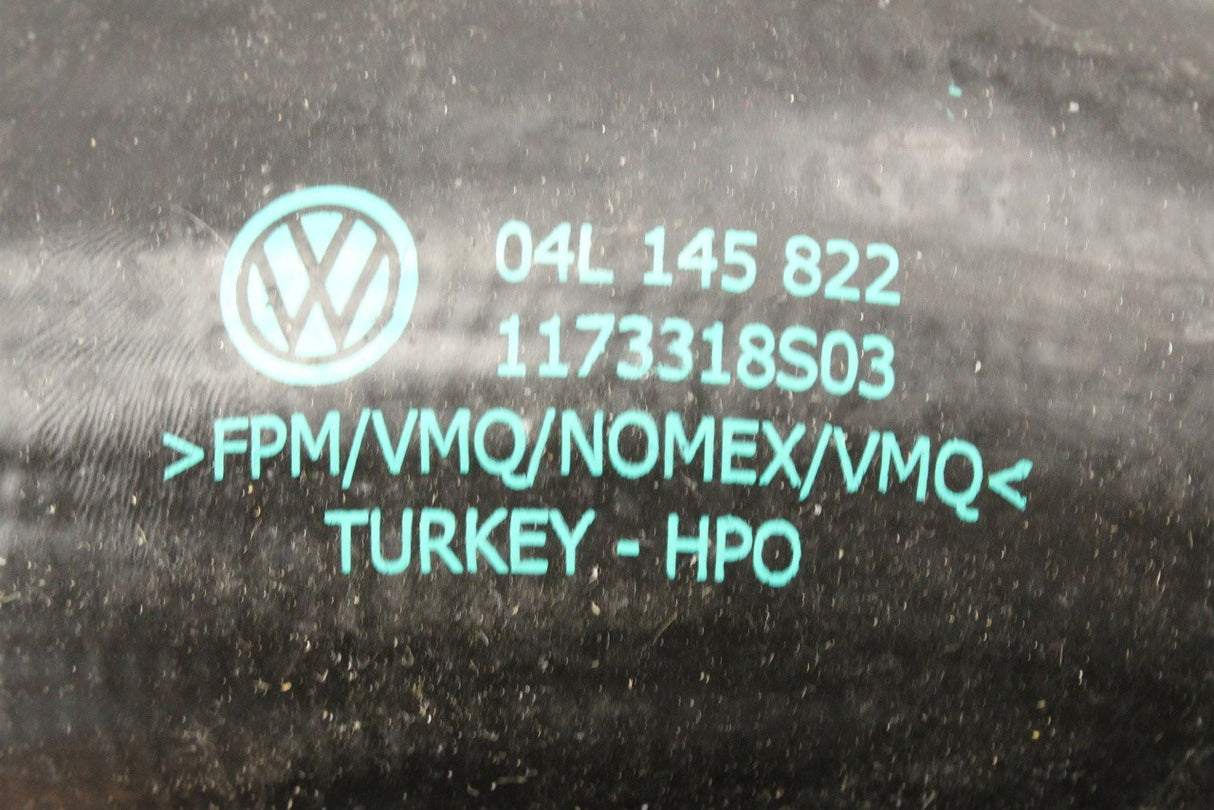 04L 145 822
1173318S03
>FPM/VMQ/NOMEX/VMQ<
TURKEY - HPO